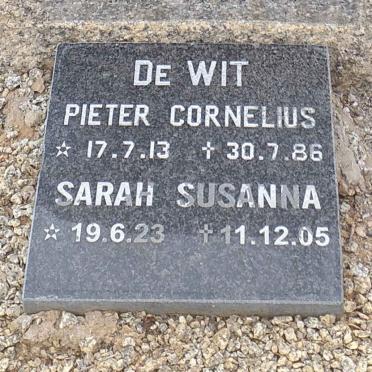 De Wit
PIETER CORNELIUS
☆ 17.7.13 ✝ 30.7.86
SARAH SUSANNA
☆ 19.6.23 ✝ 11.12.05